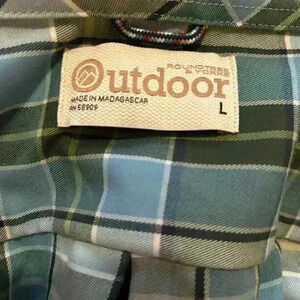 ROUNDTREE
& YORKE
Outdoor
MADE IN MADAGASCAR
RN 58909
L